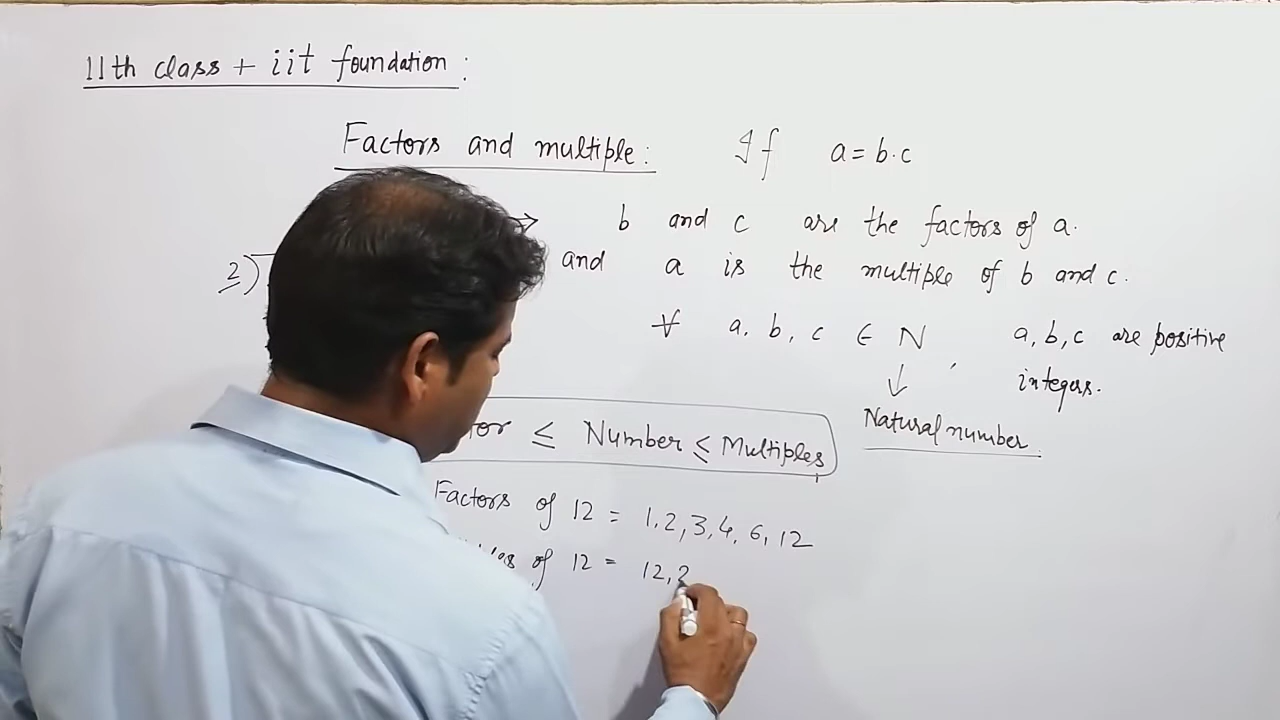 11th class + iit foundation :
Factors and multiple : If a = b.c
→ b and c are the factors of a.
2) and a is the multiple of b and c.
∀ a, b, c ∈ N , a, b, c are positive
↓ integers.
Natural number.
≤ Number ≤ Multiples
Factors of 12 = 1, 2, 3, 4, 6, 12
of 12 = 12, 2